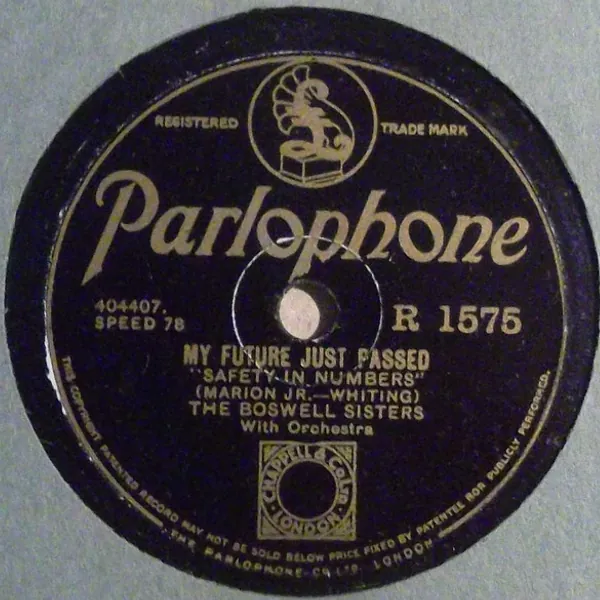 REGISTERED TRADE MARK
Parlophone
404407.
SPEED 78
R 1575
MY FUTURE JUST PASSED
"SAFETY IN NUMBERS"
(MARION JR.—WHITING)
THE BOSWELL SISTERS
With Orchestra
CHAPPELL & CO. LTD.
LONDON
THIS COPYRIGHT PATENTED RECORD MAY NOT BE SOLD BELOW PRICE FIXED BY PATENTEE NOR PUBLICLY PERFORMED.
THE PARLOPHONE CO LTD. LONDON